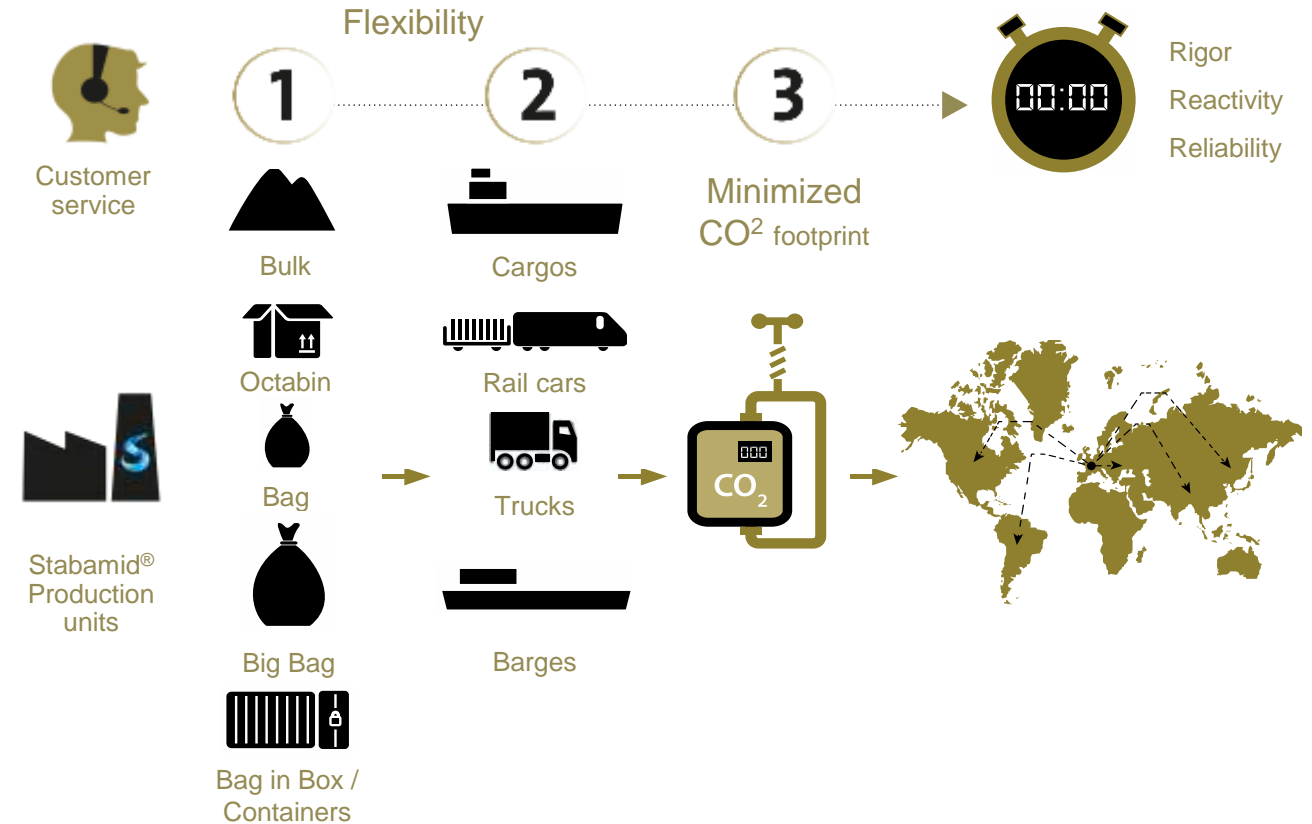 Flexibility
1
2
3
00:00
Rigor
Reactivity
Reliability
Customer
service
Minimized
CO² footprint
Bulk
Cargos
Octabin
Rail cars
Bag
Trucks
000
CO₂
S
Stabamid®
Production
units
Big Bag
Barges
Bag in Box /
Containers